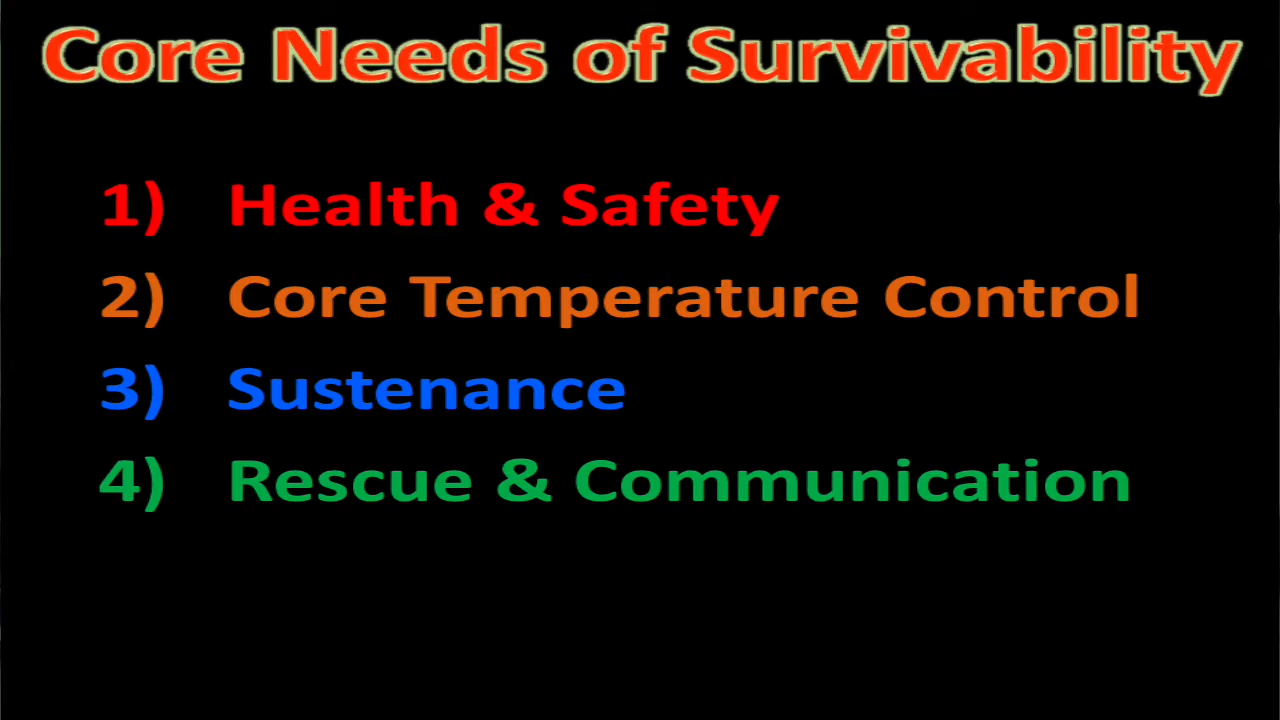 Core Needs of Survivability
1) Health & Safety
2) Core Temperature Control
3) Sustenance
4) Rescue & Communication